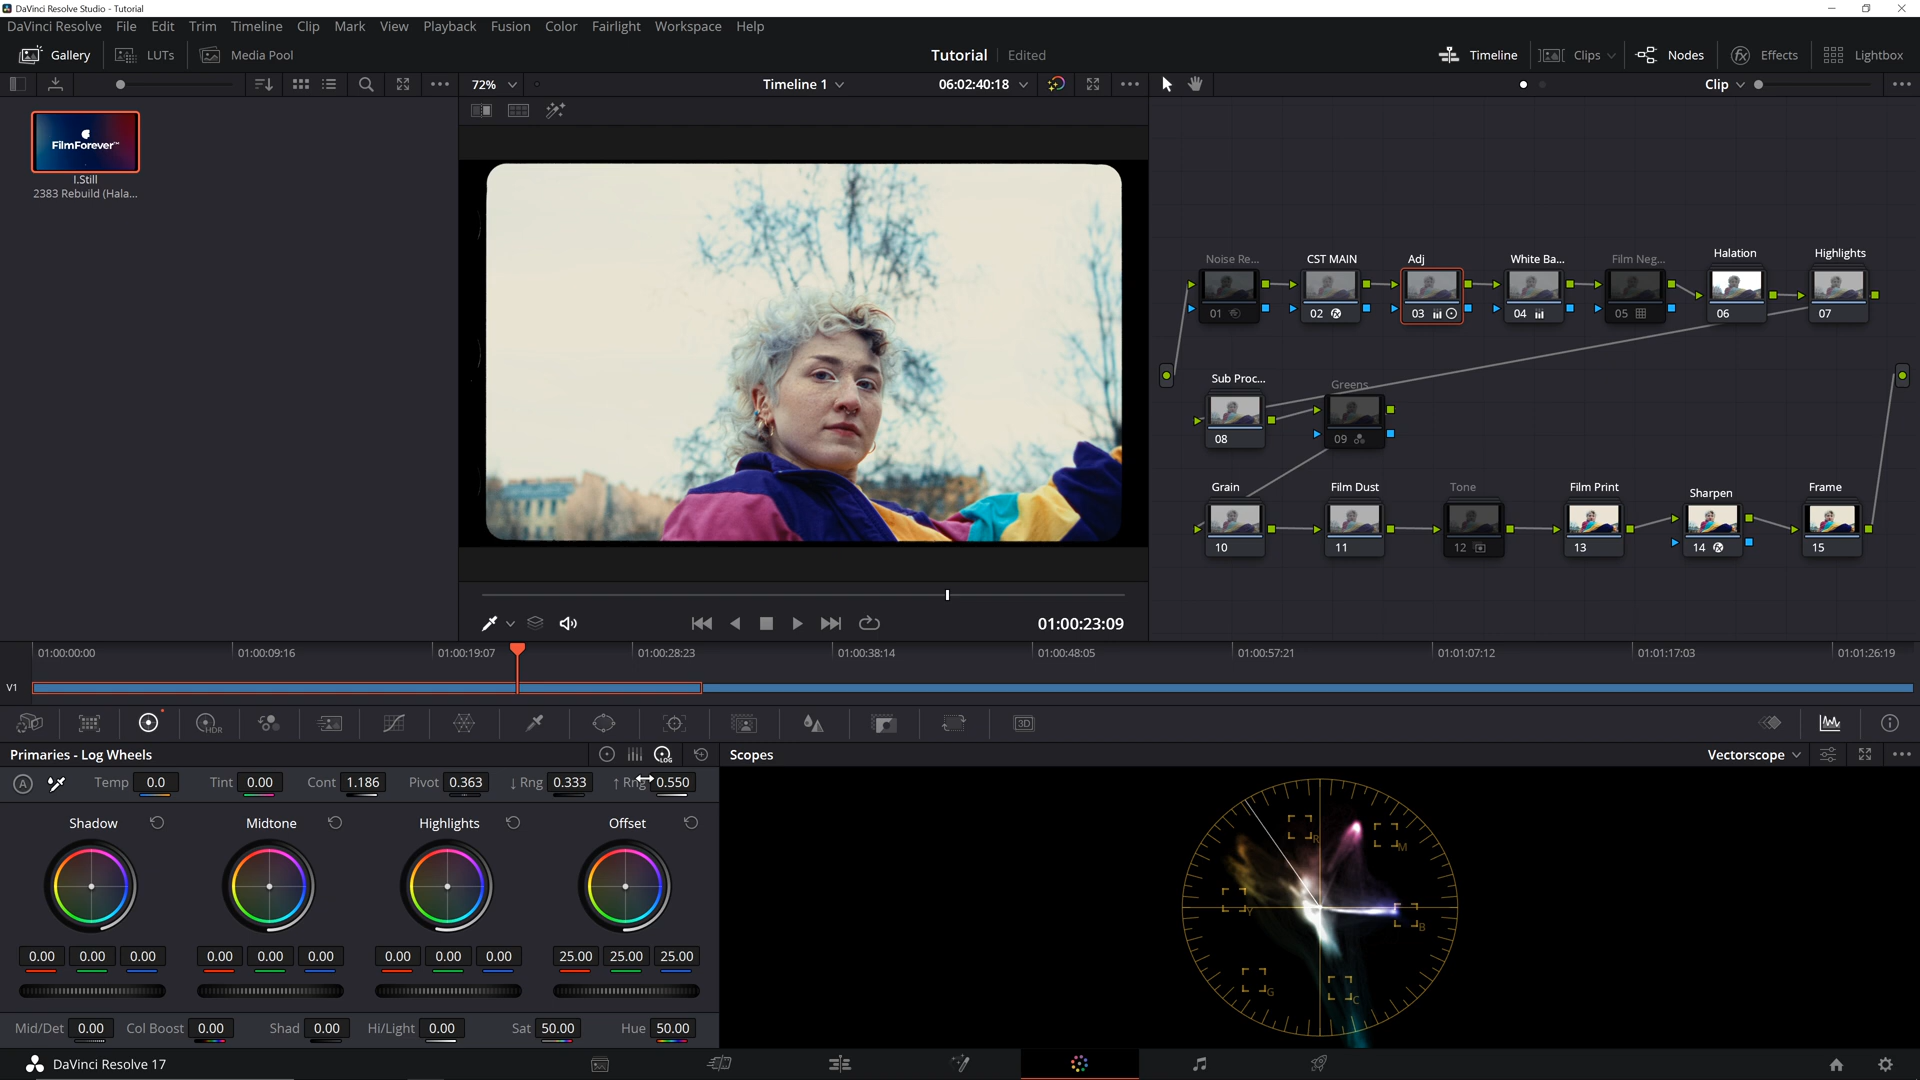 DaVinci Resolve Studio - Tutorial
DaVinci Resolve File Edit Trim Timeline Clip Mark View Playback Fusion Color Fairlight Workspace Help
Gallery LUTs Media Pool Tutorial Edited Timeline Clips Nodes Effects Lightbox
72% Timeline 1 06:02:40:18 Clip
FilmForever™
1.Still
2383 Rebuild (Hala...
Noise Re... CST MAIN Adj White Ba... Film Neg... Halation Highlights
01 02 03 04 05 06 07
Sub Proc... Greens
08 09
Grain Film Dust Tone Film Print Sharpen Frame
10 11 12 13 14 15
01:00:23:09
01:00:00:00 01:00:09:16 01:00:19:07 01:00:28:23 01:00:38:14 01:00:48:05 01:00:57:21 01:01:07:12 01:01:17:03 01:01:26:19
V1
HDR 3D
Primaries - Log Wheels LOG Scopes Vectorscope
A Temp 0.0 Tint 0.00 Cont 1.186 Pivot 0.363 ↓ Rng 0.333 ↑ Rng 0.550
Shadow Midtone Highlights Offset
R M Y B G C
0.00 0.00 0.00 0.00 0.00 0.00 0.00 0.00 0.00 25.00 25.00 25.00
Mid/Det 0.00 Col Boost 0.00 Shad 0.00 Hi/Light 0.00 Sat 50.00 Hue 50.00
DaVinci Resolve 17